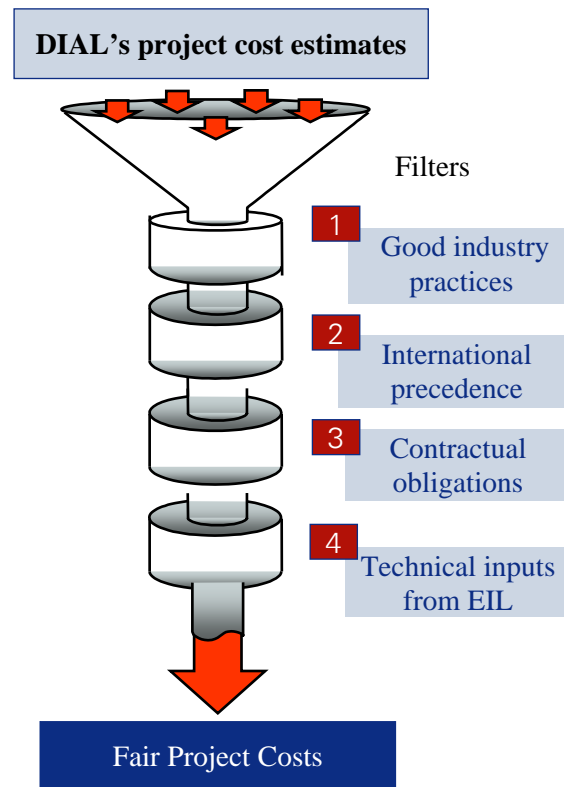 DIAL's project cost estimates
Filters
1
Good industry
practices
2
International
precedence
3
Contractual
obligations
4
Technical inputs
from EIL
Fair Project Costs